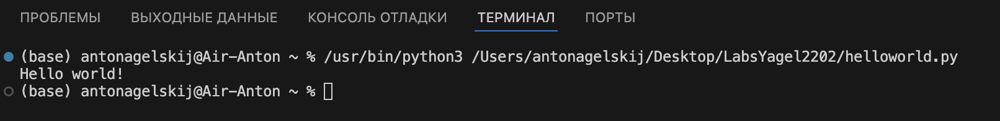 ПРОБЛЕМЫ ВЫХОДНЫЕ ДАННЫЕ КОНСОЛЬ ОТЛАДКИ ТЕРМИНАЛ ПОРТЫ
(base) antonagelskij@Air-Anton ~ % /usr/bin/python3 /Users/antonagelskij/Desktop/LabsYagel2202/helloworld.py
Hello world!
(base) antonagelskij@Air-Anton ~ %